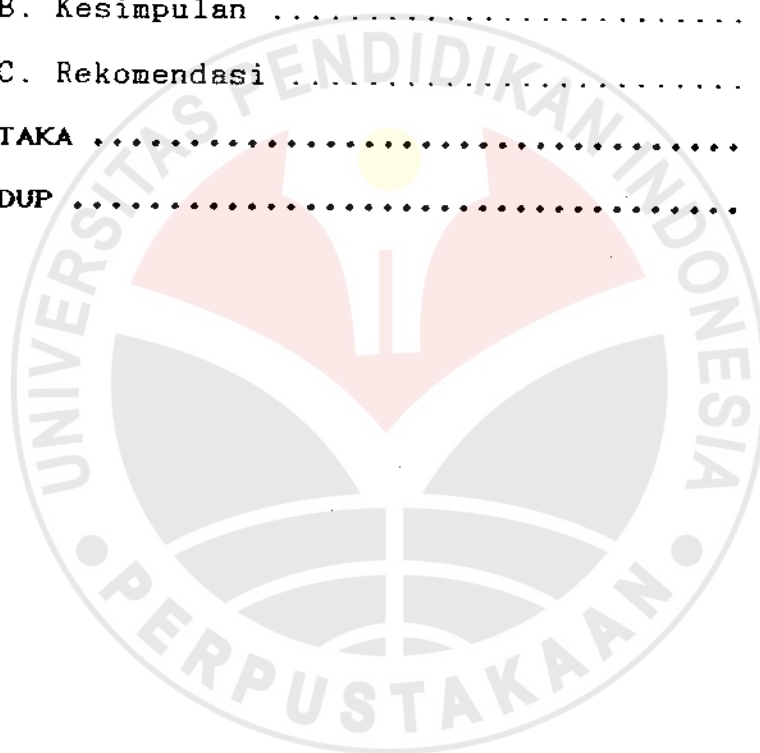 B. Kesimpulan ..........................
C. Rekomendasi .........................
TAKA ...................................
DUP ....................................
UNIVERSITAS PENDIDIKAN INDONESIA
PERPUSTAKAAN